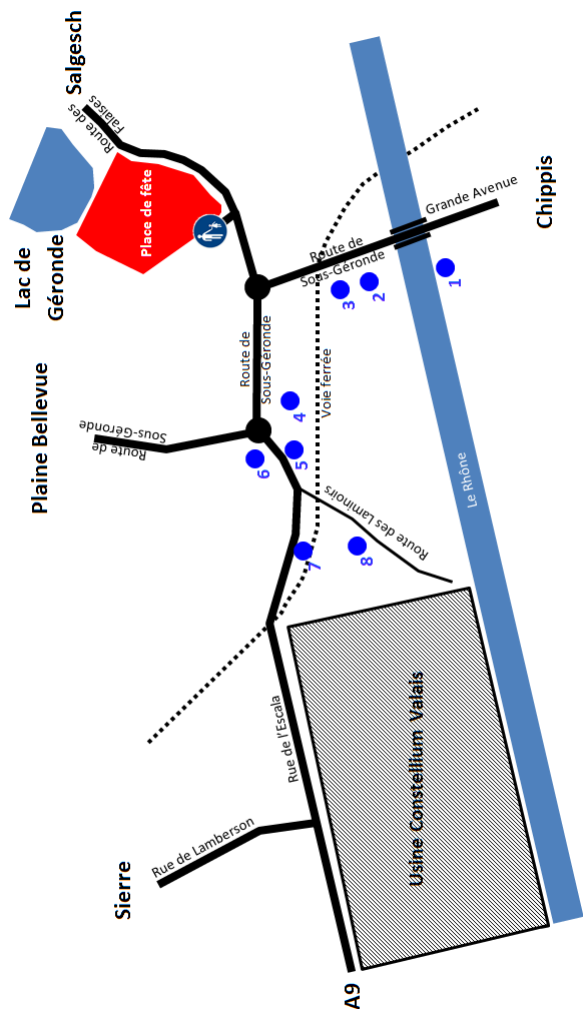 Salgesch
Route des
Falaises
Lac de
Géronde
Place de fête
Plaine Bellevue
Route de
Sous-Géronde
Route de
Sous-Géronde
Route de
Sous-Géronde
Grande Avenue
Chippis
Voie ferrée
Le Rhône
1
2
3
4
5
6
7
8
Route des Laminoirs
Rue de l'Escala
Rue de Lamberson
Sierre
Usine Constellium Valais
A9